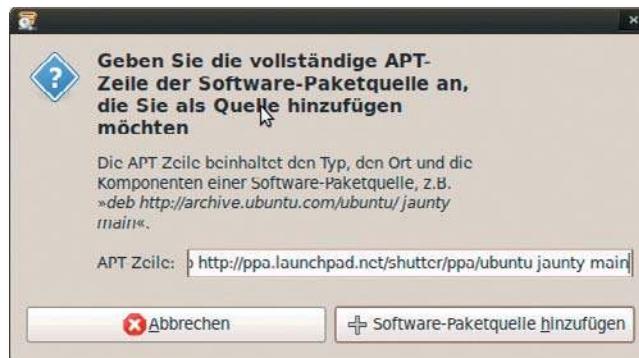 Geben Sie die vollständige APT-
Zeile der Software-Paketquelle an,
die Sie als Quelle hinzufügen
möchten
Die APT Zeile beinhaltet den Typ, den Ort und die
Komponenten einer Software-Paketquelle, z.B.
»deb http://archive.ubuntu.com/ubuntu/ jaunty
main«.
APT Zeile: http://ppa.launchpad.net/shutter/ppa/ubuntu jaunty main
Abbrechen
Software-Paketquelle hinzufügen